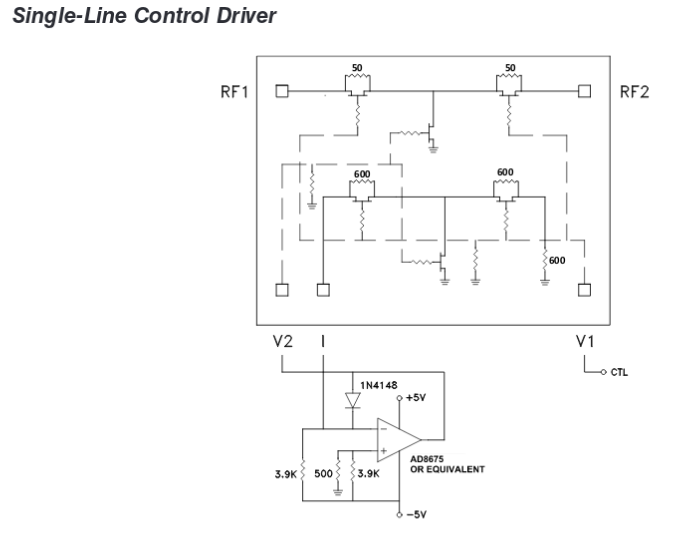 Single-Line Control Driver
50
50
RF1
RF2
600
600
600
V2
I
V1
CTL
1N4148
+5V
−
+
AD8675
OR EQUIVALENT
3.9K
500
3.9K
−5V